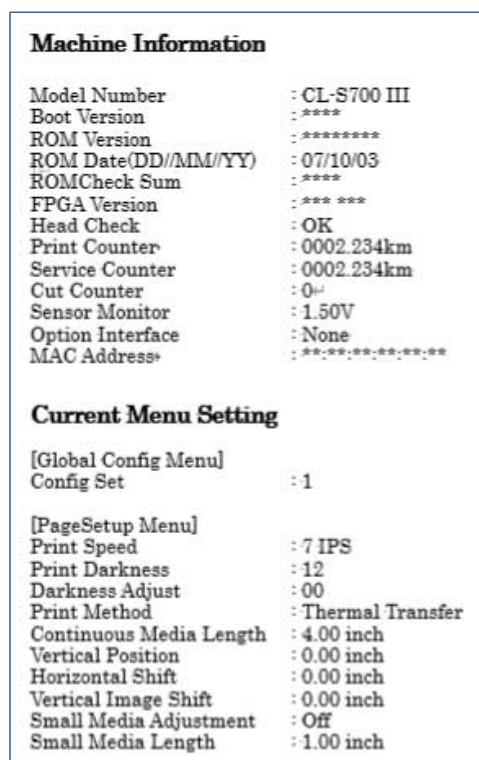 Machine Information
Model Number : CL-S700 III
Boot Version : ****
ROM Version : ********
ROM Date(DD//MM//YY) : 07/10/03
ROMCheck Sum : ****
FPGA Version : *** ***
Head Check : OK
Print Counter : 0002.234km
Service Counter : 0002.234km
Cut Counter : 0↵
Sensor Monitor : 1.50V
Option Interface : None
MAC Address : **:**:**:**:**:**
Current Menu Setting
[Global Config Menu]
Config Set : 1
[PageSetup Menu]
Print Speed : 7 IPS
Print Darkness : 12
Darkness Adjust : 00
Print Method : Thermal Transfer
Continuous Media Length : 4.00 inch
Vertical Position : 0.00 inch
Horizontal Shift : 0.00 inch
Vertical Image Shift : 0.00 inch
Small Media Adjustment : Off
Small Media Length : 1.00 inch